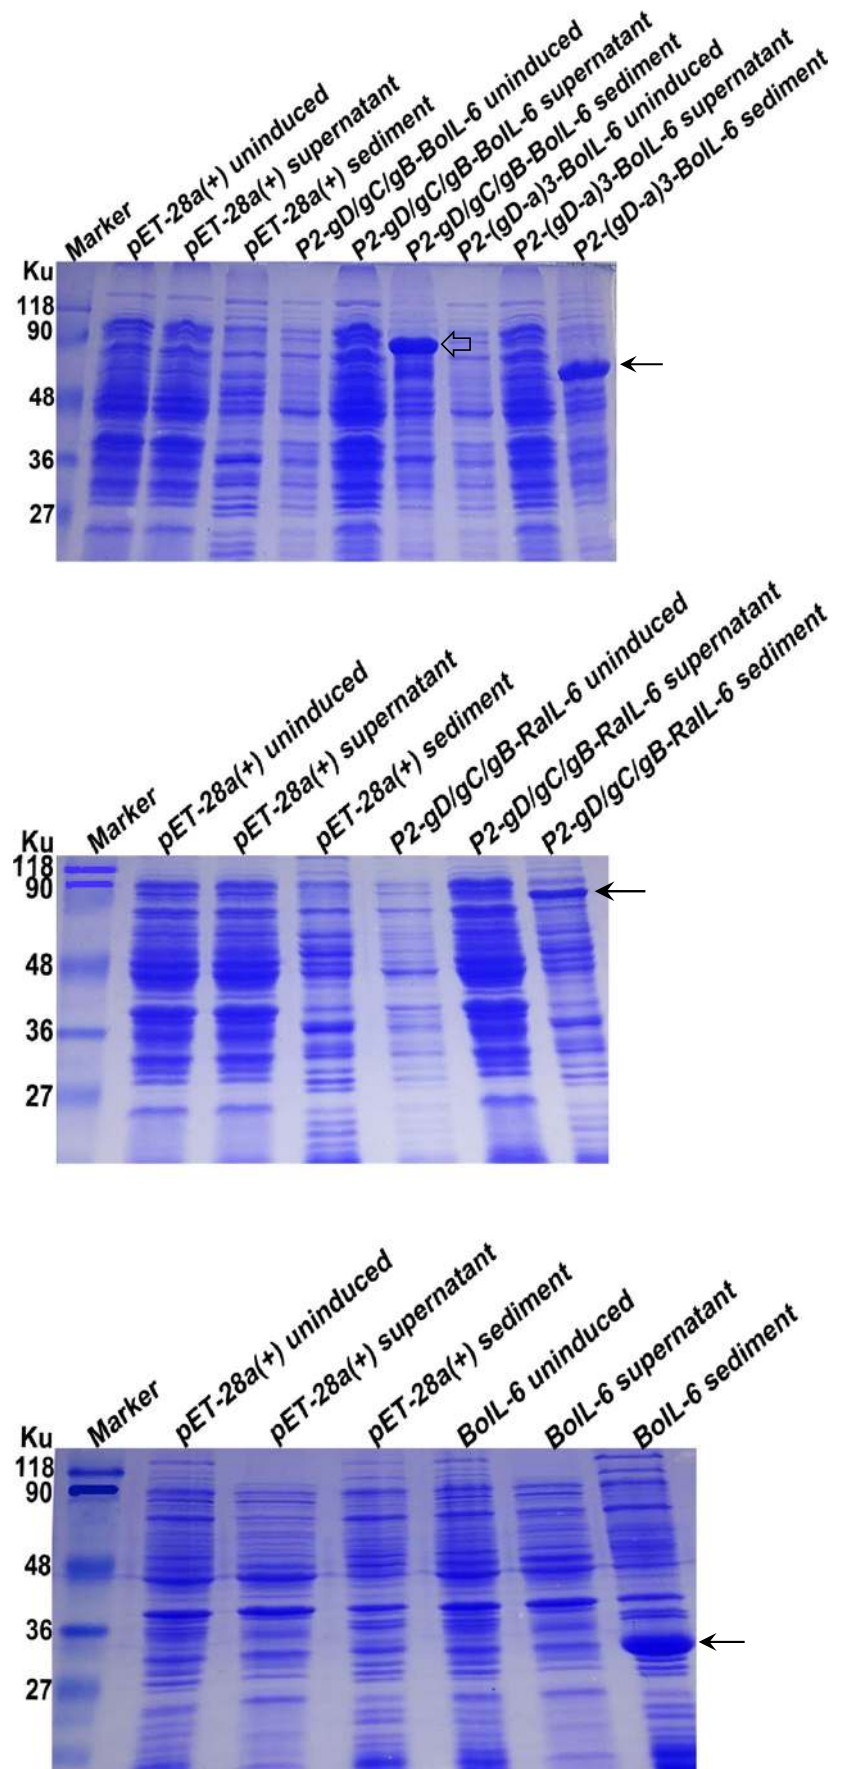 Marker
pET-28a(+) uninduced
pET-28a(+) supernatant
pET-28a(+) sediment
P2-gD/gC/gB-BoIL-6 uninduced
P2-gD/gC/gB-BoIL-6 supernatant
P2-gD/gC/gB-BoIL-6 sediment
P2-(gD-a)3-BoIL-6 uninduced
P2-(gD-a)3-BoIL-6 supernatant
P2-(gD-a)3-BoIL-6 sediment
Ku
118
90
48
36
27
Marker
pET-28a(+) uninduced
pET-28a(+) supernatant
pET-28a(+) sediment
P2-gD/gC/gB-RaIL-6 uninduced
P2-gD/gC/gB-RaIL-6 supernatant
P2-gD/gC/gB-RaIL-6 sediment
Ku
118
90
48
36
27
Marker
pET-28a(+) uninduced
pET-28a(+) supernatant
pET-28a(+) sediment
BoIL-6 uninduced
BoIL-6 supernatant
BoIL-6 sediment
Ku
118
90
48
36
27